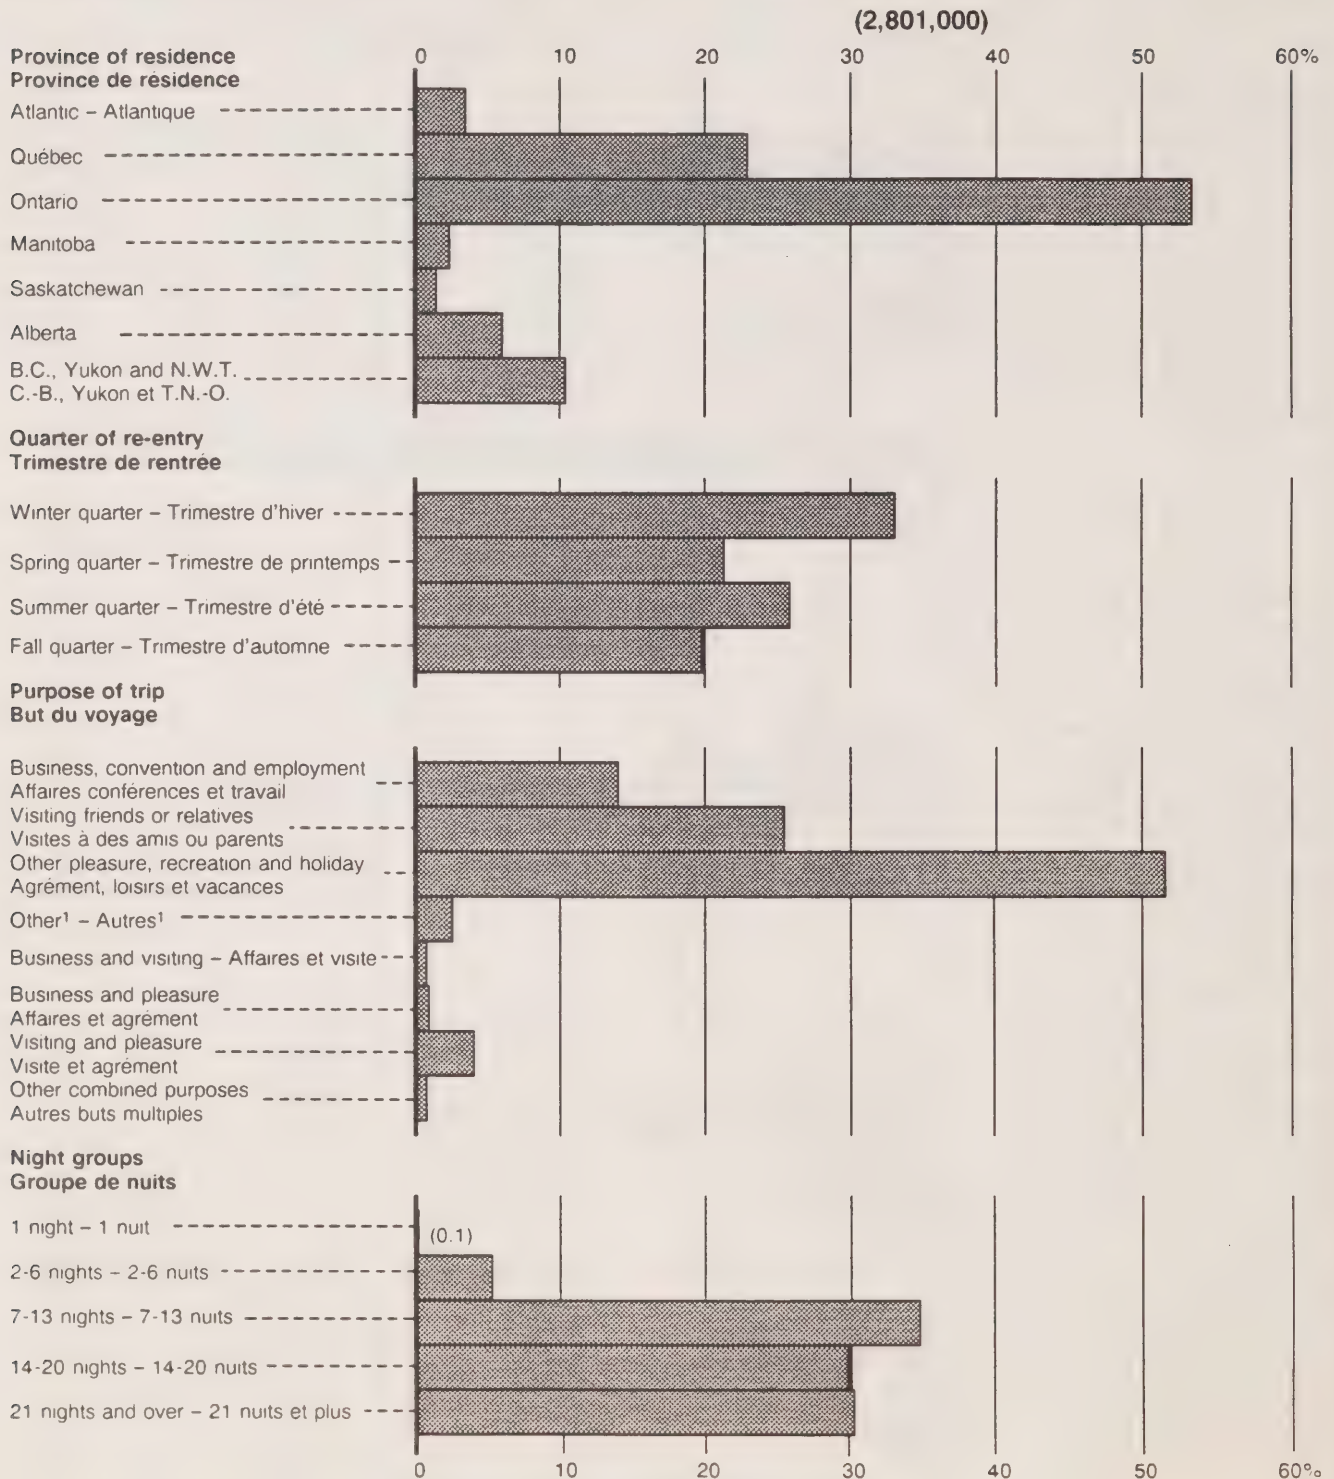 (2,801,000)
Province of residence
Province de résidence
0 10 20 30 40 50 60%
Atlantic – Atlantique
Québec
Ontario
Manitoba
Saskatchewan
Alberta
B.C., Yukon and N.W.T.
C.-B., Yukon et T.N.-O.
Quarter of re-entry
Trimestre de rentrée
Winter quarter – Trimestre d'hiver
Spring quarter – Trimestre de printemps
Summer quarter – Trimestre d'été
Fall quarter – Trimestre d'automne
Purpose of trip
But du voyage
Business, convention and employment
Affaires conférences et travail
Visiting friends or relatives
Visites à des amis ou parents
Other pleasure, recreation and holiday
Agrément, loisirs et vacances
Other¹ – Autres¹
Business and visiting – Affaires et visite
Business and pleasure
Affaires et agrément
Visiting and pleasure
Visite et agrément
Other combined purposes
Autres buts multiples
Night groups
Groupe de nuits
1 night – 1 nuit
(0.1)
2-6 nights – 2-6 nuits
7-13 nights – 7-13 nuits
14-20 nights – 14-20 nuits
21 nights and over – 21 nuits et plus
0 10 20 30 40 50 60%